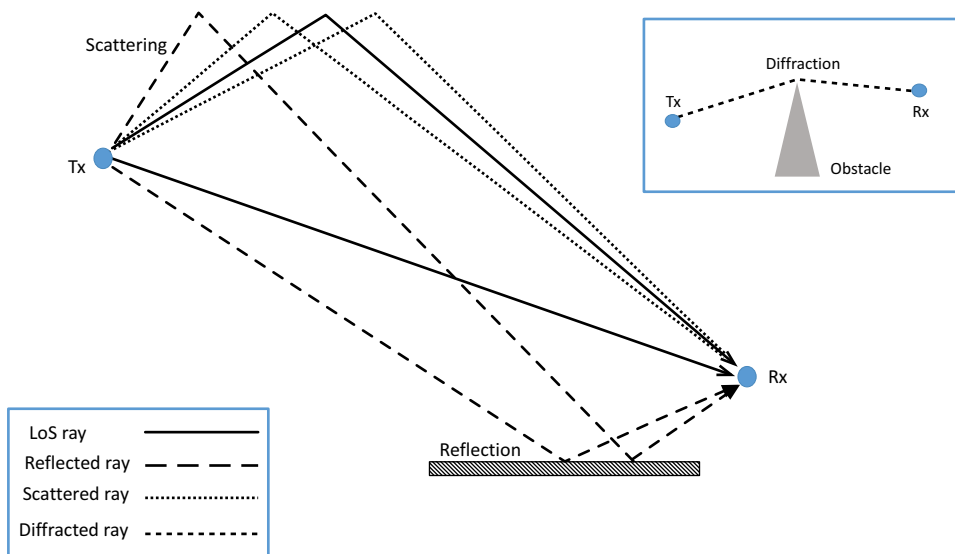 Scattering
Tx
Diffraction
Tx
Rx
Obstacle
Rx
Reflection
LoS ray
Reflected ray
Scattered ray
Diffracted ray